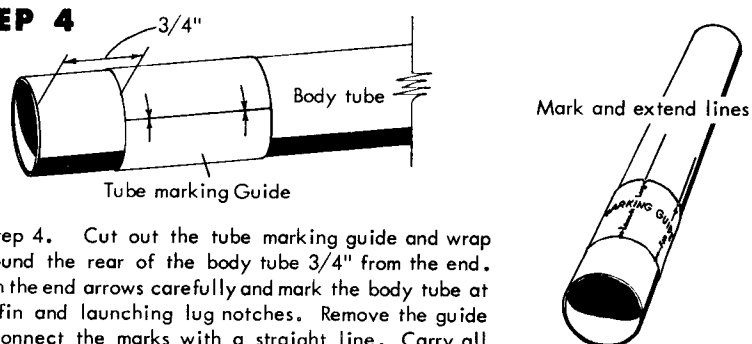 EP 4
3/4"
Body tube
Tube marking Guide
Mark and extend lines
MARKING GUIDE
ep 4. Cut out the tube marking guide and wrap
ound the rear of the body tube 3/4" from the end.
n the end arrows carefully and mark the body tube at
fin and launching lug notches. Remove the guide
onnect the marks with a straight line. Carry all